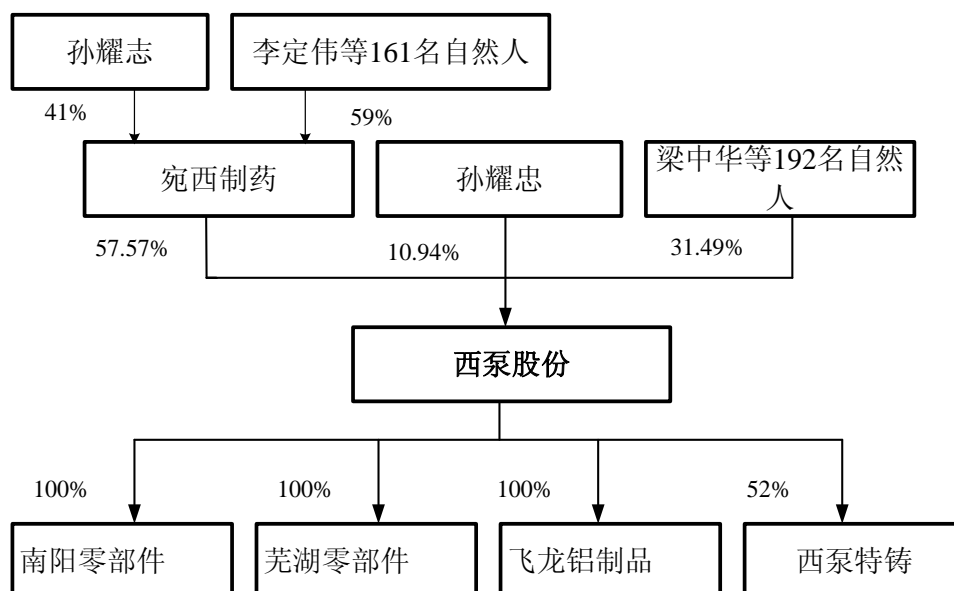 孙耀志
李定伟等161名自然人
41%
59%
宛西制药
孙耀忠
梁中华等192名自然
人
57.57%
10.94%
31.49%
西泵股份
100%
100%
100%
52%
南阳零部件
芜湖零部件
飞龙铝制品
西泵特铸